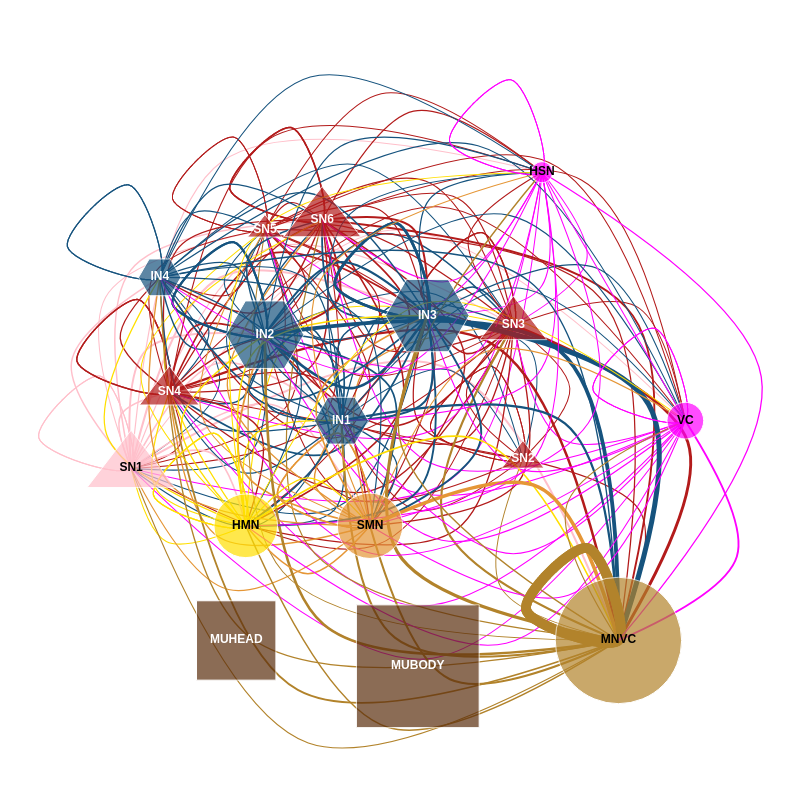 HSN
SN6
SN5
IN4
IN3
SN3
IN2
SN4
IN1
VC
SN2
SN1
HMN
SMN
MUHEAD
MNVC
MUBODY